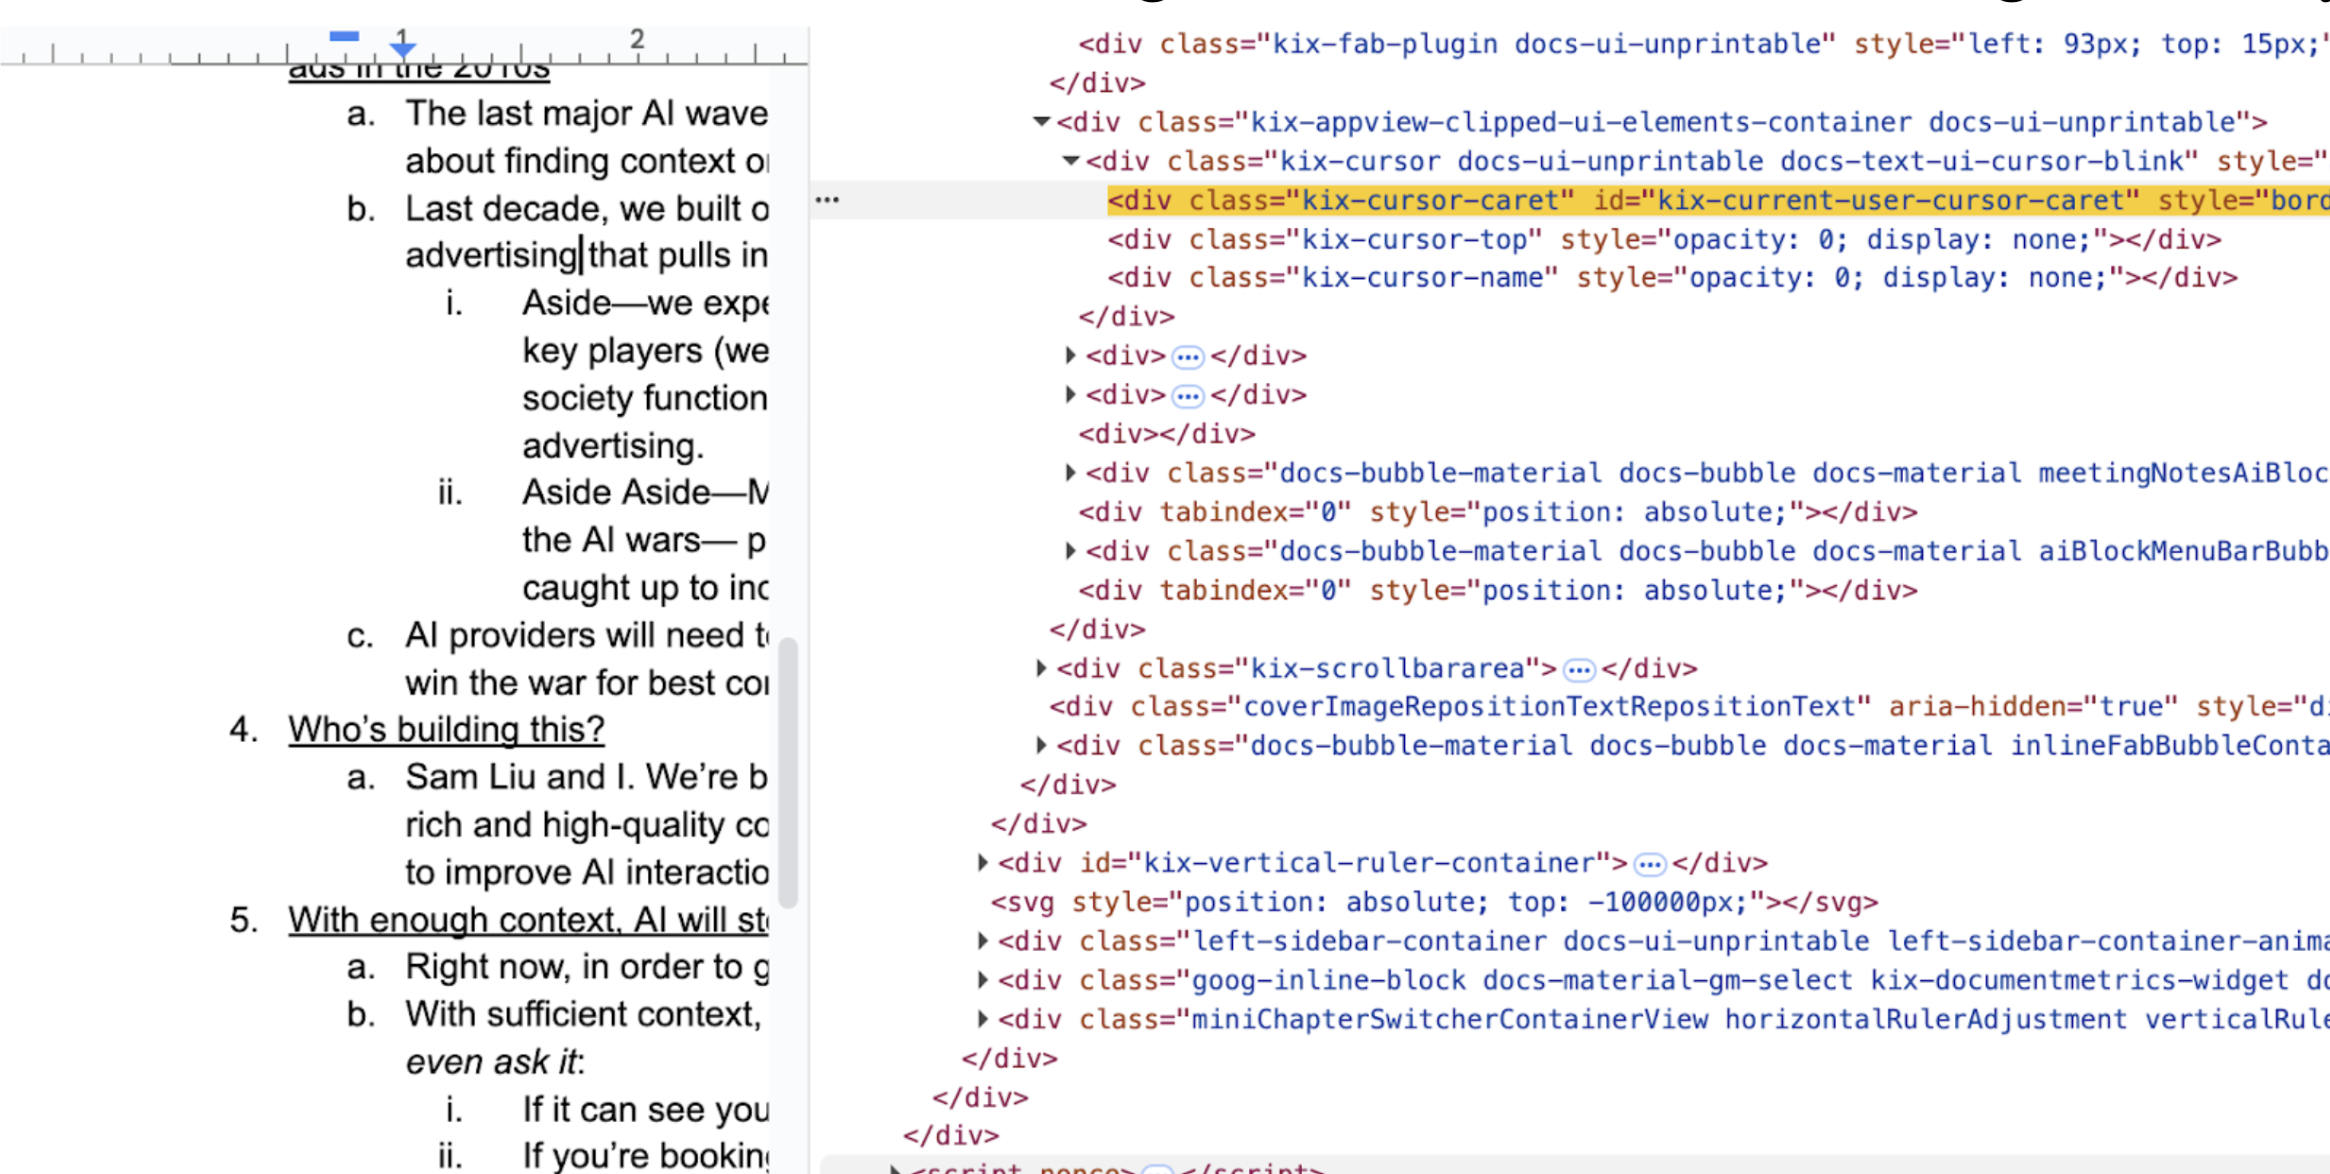 1 2
ads in the 2010s
a. The last major AI wave
about finding context
b. Last decade, we built
advertising that pulls in
i. Aside—we
key players (we
society function
advertising.
ii. Aside Aside—M
the AI wars— p
caught up to
c. AI providers will need
win the war for best
4. Who’s building this?
a. Sam Liu and I. We’re b
rich and high-quality
to improve AI interactio
5. With enough context, AI will
a. Right now, in order to g
b. With sufficient context,
even ask it:
i. If it can see you
ii. If you’re booking
<div class="kix-fab-plugin docs-ui-unprintable" style="left: 93px; top: 15px;"
</div>
<div class="kix-appview-clipped-ui-elements-container docs-ui-unprintable">
<div class="kix-cursor docs-ui-unprintable docs-text-ui-cursor-blink" style="
<div class="kix-cursor-caret" id="kix-current-user-cursor-caret" style="bord
<div class="kix-cursor-top" style="opacity: 0; display: none;"></div>
<div class="kix-cursor-name" style="opacity: 0; display: none;"></div>
</div>
<div>…</div>
<div>…</div>
<div></div>
<div class="docs-bubble-material docs-bubble docs-material meetingNotesAiBloc
<div tabindex="0" style="position: absolute;"></div>
<div class="docs-bubble-material docs-bubble docs-material aiBlockMenuBarBubb
<div tabindex="0" style="position: absolute;"></div>
</div>
<div class="kix-scrollbararea">…</div>
<div class="coverImageRepositionTextRepositionText" aria-hidden="true" style="di
<div class="docs-bubble-material docs-bubble docs-material inlineFabBubbleConta
</div>
</div>
<div id="kix-vertical-ruler-container">…</div>
<svg style="position: absolute; top: -100000px;"></svg>
<div class="left-sidebar-container docs-ui-unprintable left-sidebar-container-anima
<div class="goog-inline-block docs-material-gm-select kix-documentmetrics-widget do
<div class="miniChapterSwitcherContainerView horizontalRulerAdjustment verticalRule
</div>
</div>
</div>
<script nonce>…</script>